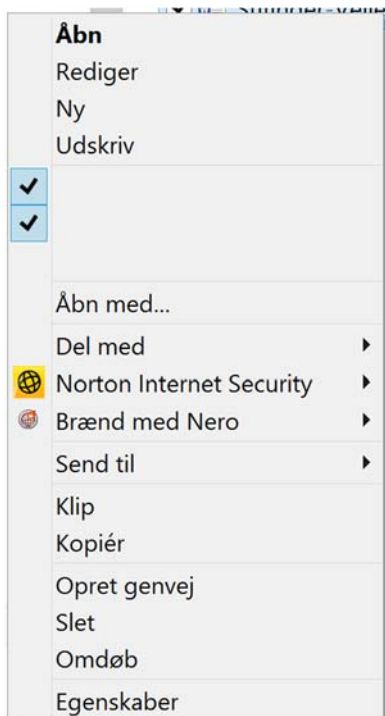 Åbn
Rediger
Ny
Udskriv
Åbn med...
Del med
Norton Internet Security
Brænd med Nero
Send til
Klip
Kopiér
Opret genvej
Slet
Omdøb
Egenskaber